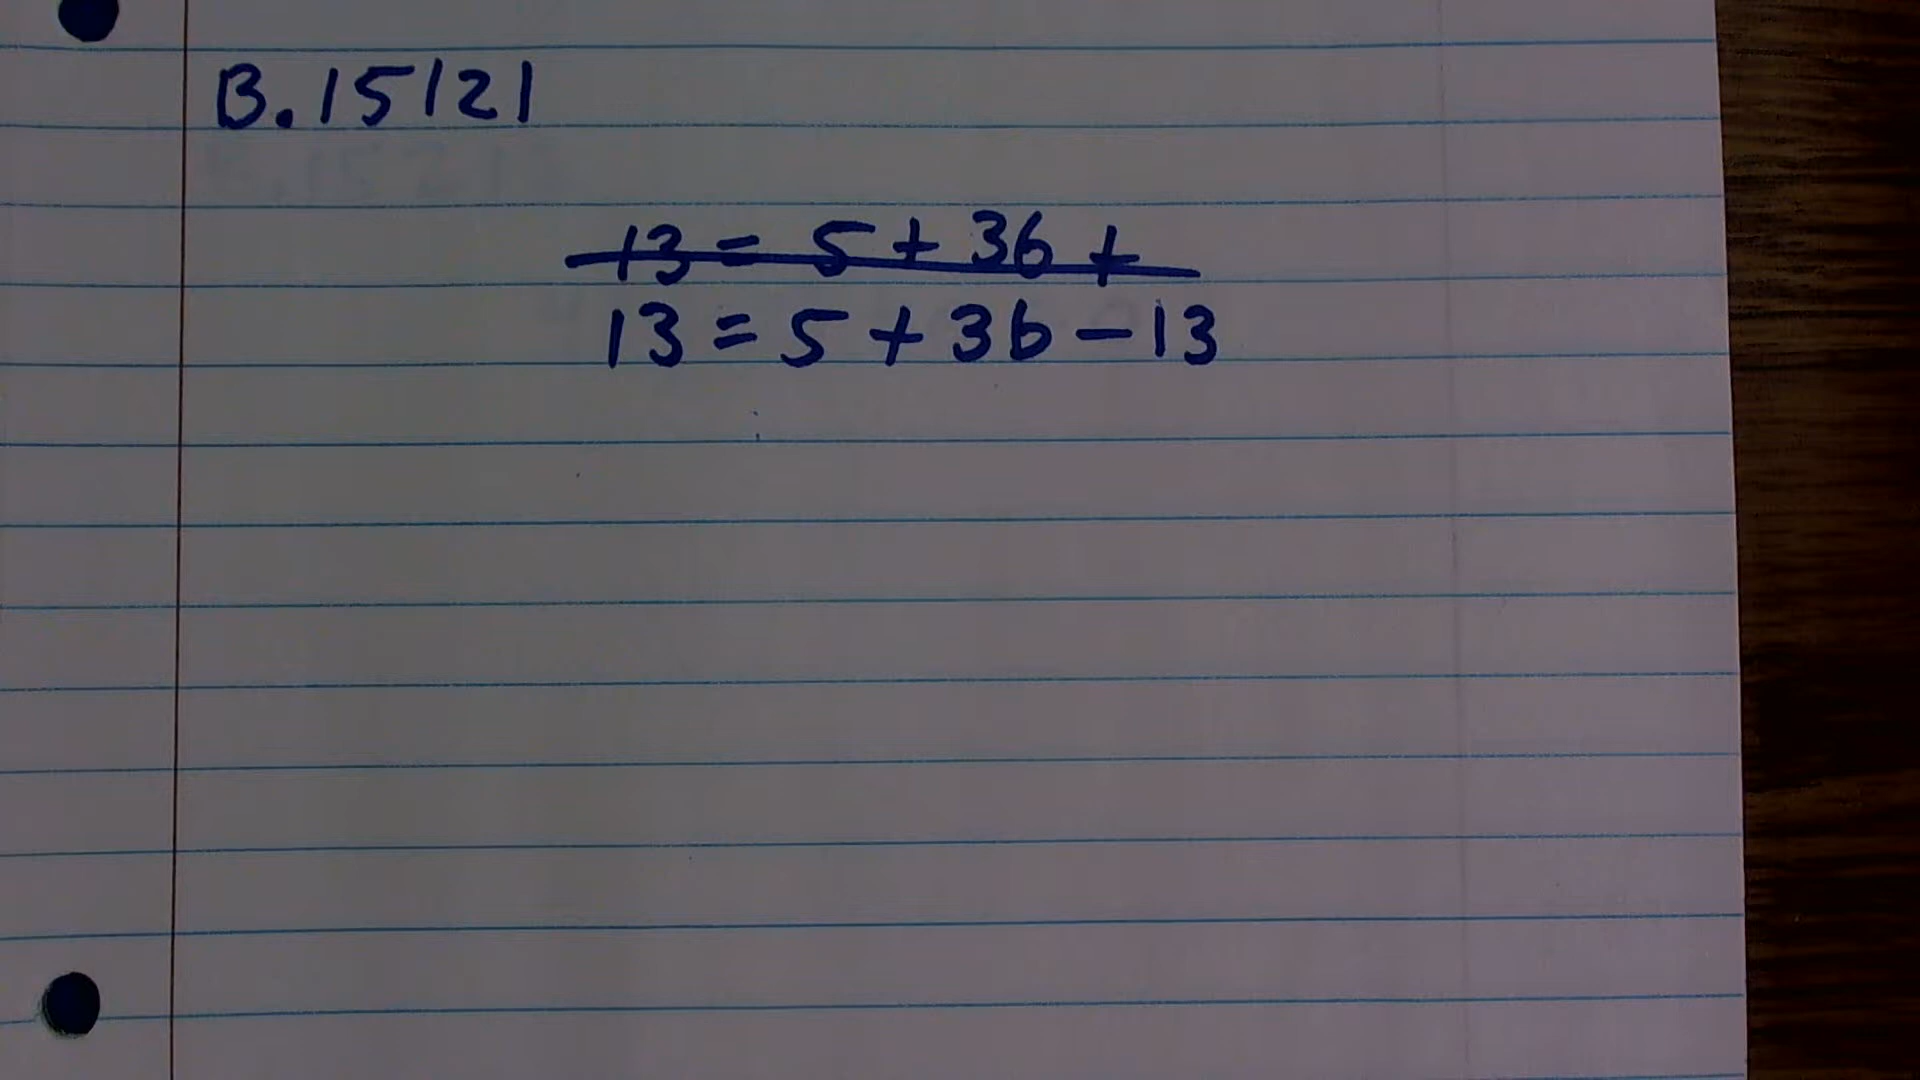 B.15121
13 = 5 + 36 +
13 = 5 + 3b - 13